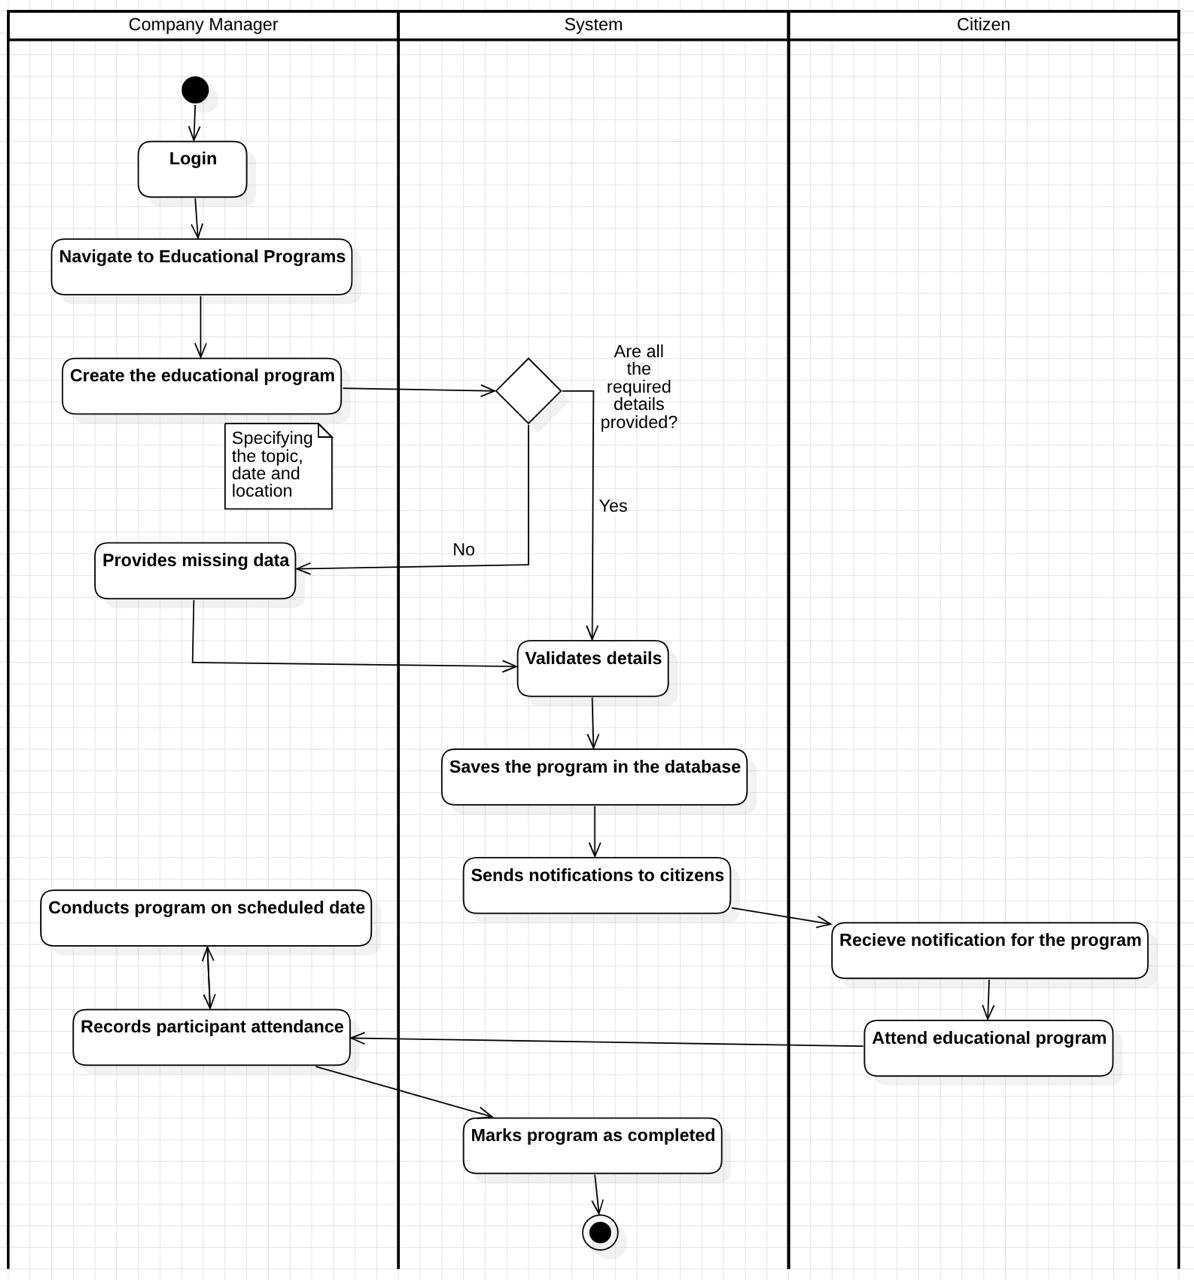 Company Manager
System
Citizen
Login
Navigate to Educational Programs
Create the educational program
Are all
the
required
details
provided?
Specifying
the topic,
date and
location
Yes
No
Provides missing data
Validates details
Saves the program in the database
Sends notifications to citizens
Conducts program on scheduled date
Recieve notification for the program
Records participant attendance
Attend educational program
Marks program as completed